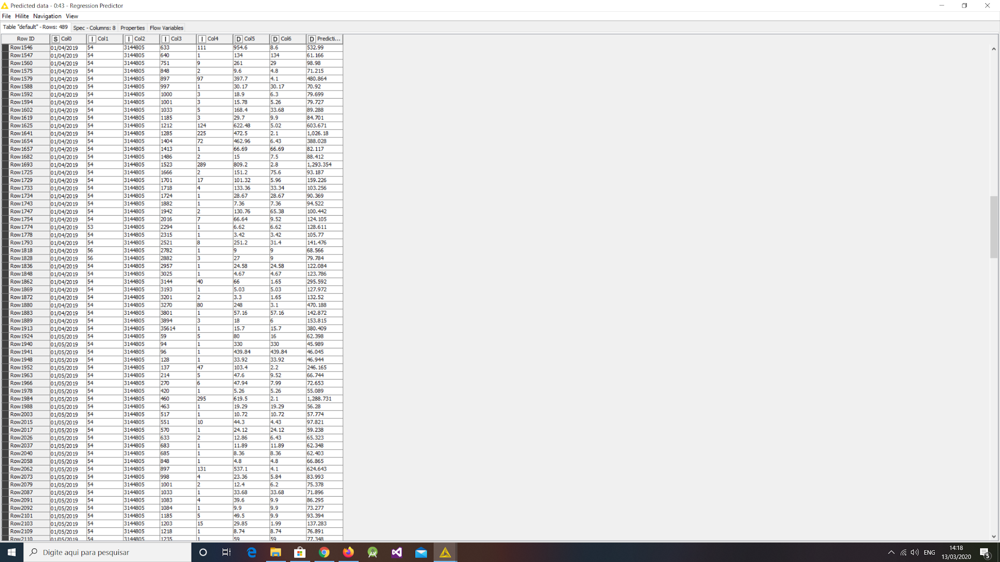 Predicted data - 0:43 - Regression Predictor
File Hilite Navigation View
Table "default" - Rows: 489 Spec - Columns: 8 Properties Flow Variables
Row ID S Col0 I Col1 I Col2 I Col3 I Col4 D Col5 D Col6 D Predicti...
Row1546 01/04/2019 54 3144805 633 111 954.6 8.6 532.99
Row1547 01/04/2019 54 3144805 640 1 134 134 61.166
Row1560 01/04/2019 54 3144805 751 9 261 29 98.98
Row1575 01/04/2019 54 3144805 848 2 9.6 4.8 71.215
Row1579 01/04/2019 54 3144805 897 97 397.7 4.1 480.864
Row1588 01/04/2019 54 3144805 997 1 30.17 30.17 70.92
Row1592 01/04/2019 54 3144805 1000 3 18.9 6.3 79.699
Row1594 01/04/2019 54 3144805 1001 3 15.78 5.26 79.727
Row1602 01/04/2019 54 3144805 1033 5 168.4 33.68 89.288
Row1619 01/04/2019 54 3144805 1185 3 29.7 9.9 84.701
Row1625 01/04/2019 54 3144805 1212 124 622.48 5.02 603.671
Row1641 01/04/2019 54 3144805 1285 225 472.5 2.1 1,026.18
Row1654 01/04/2019 54 3144805 1404 72 462.96 6.43 388.028
Row1657 01/04/2019 54 3144805 1413 1 66.69 66.69 82.117
Row1682 01/04/2019 54 3144805 1486 2 15 7.5 88.412
Row1693 01/04/2019 54 3144805 1523 289 809.2 2.8 1,293.354
Row1725 01/04/2019 54 3144805 1666 2 151.2 75.6 93.187
Row1729 01/04/2019 54 3144805 1701 17 101.32 5.96 159.226
Row1733 01/04/2019 54 3144805 1718 4 133.36 33.34 103.256
Row1734 01/04/2019 54 3144805 1724 1 28.67 28.67 90.369
Row1743 01/04/2019 54 3144805 1882 1 7.36 7.36 94.522
Row1747 01/04/2019 54 3144805 1942 2 130.76 65.38 100.442
Row1754 01/04/2019 54 3144805 2016 7 66.64 9.52 124.105
Row1774 01/04/2019 53 3144805 2294 1 6.62 6.62 128.611
Row1778 01/04/2019 54 3144805 2315 1 3.42 3.42 105.77
Row1793 01/04/2019 54 3144805 2521 8 251.2 31.4 141.476
Row1818 01/04/2019 56 3144805 2782 1 9 9 68.566
Row1828 01/04/2019 56 3144805 2882 3 27 9 79.784
Row1836 01/04/2019 54 3144805 2957 1 24.58 24.58 122.084
Row1848 01/04/2019 54 3144805 3025 1 4.67 4.67 123.786
Row1862 01/04/2019 54 3144805 3144 40 66 1.65 295.592
Row1869 01/04/2019 54 3144805 3193 1 5.03 5.03 127.972
Row1872 01/04/2019 54 3144805 3201 2 3.3 1.65 132.52
Row1880 01/04/2019 54 3144805 3270 80 248 3.1 470.188
Row1883 01/04/2019 54 3144805 3801 1 57.16 57.16 142.872
Row1889 01/04/2019 54 3144805 3894 3 18 6 153.815
Row1913 01/04/2019 54 3144805 35614 1 15.7 15.7 380.409
Row1924 01/05/2019 54 3144805 59 5 80 16 62.398
Row1940 01/05/2019 54 3144805 94 1 330 330 45.989
Row1941 01/05/2019 54 3144805 96 1 439.84 439.84 46.045
Row1948 01/05/2019 54 3144805 128 1 33.92 33.92 46.944
Row1952 01/05/2019 54 3144805 137 47 103.4 2.2 246.165
Row1963 01/05/2019 54 3144805 214 5 47.6 9.52 66.744
Row1966 01/05/2019 54 3144805 270 6 47.94 7.99 72.653
Row1978 01/05/2019 54 3144805 420 1 5.26 5.26 55.089
Row1984 01/05/2019 54 3144805 460 295 619.5 2.1 1,288.731
Row1988 01/05/2019 54 3144805 463 1 19.29 19.29 56.28
Row2003 01/05/2019 54 3144805 517 1 10.72 10.72 57.774
Row2015 01/05/2019 54 3144805 551 10 44.3 4.43 97.821
Row2017 01/05/2019 54 3144805 570 1 24.12 24.12 59.238
Row2026 01/05/2019 54 3144805 633 2 12.86 6.43 65.323
Row2037 01/05/2019 54 3144805 683 1 11.89 11.89 62.348
Row2040 01/05/2019 54 3144805 685 1 8.36 8.36 62.403
Row2058 01/05/2019 54 3144805 848 1 4.8 4.8 66.865
Row2062 01/05/2019 54 3144805 897 131 537.1 4.1 624.643
Row2073 01/05/2019 54 3144805 998 4 23.36 5.84 83.993
Row2079 01/05/2019 54 3144805 1001 2 12.4 6.2 75.378
Row2087 01/05/2019 54 3144805 1033 1 33.68 33.68 71.896
Row2091 01/05/2019 54 3144805 1083 4 39.6 9.9 86.295
Row2092 01/05/2019 54 3144805 1084 1 9.9 9.9 73.277
Row2101 01/05/2019 54 3144805 1185 5 49.5 9.9 93.394
Row2103 01/05/2019 54 3144805 1203 15 29.85 1.99 137.283
Row2109 01/05/2019 54 3144805 1218 1 8.74 8.74 76.891
Row2110 01/05/2019 54 3144805 1235 1 59 59 77.348
Digite aqui para pesquisar
ENG
14:18
13/03/2020
5